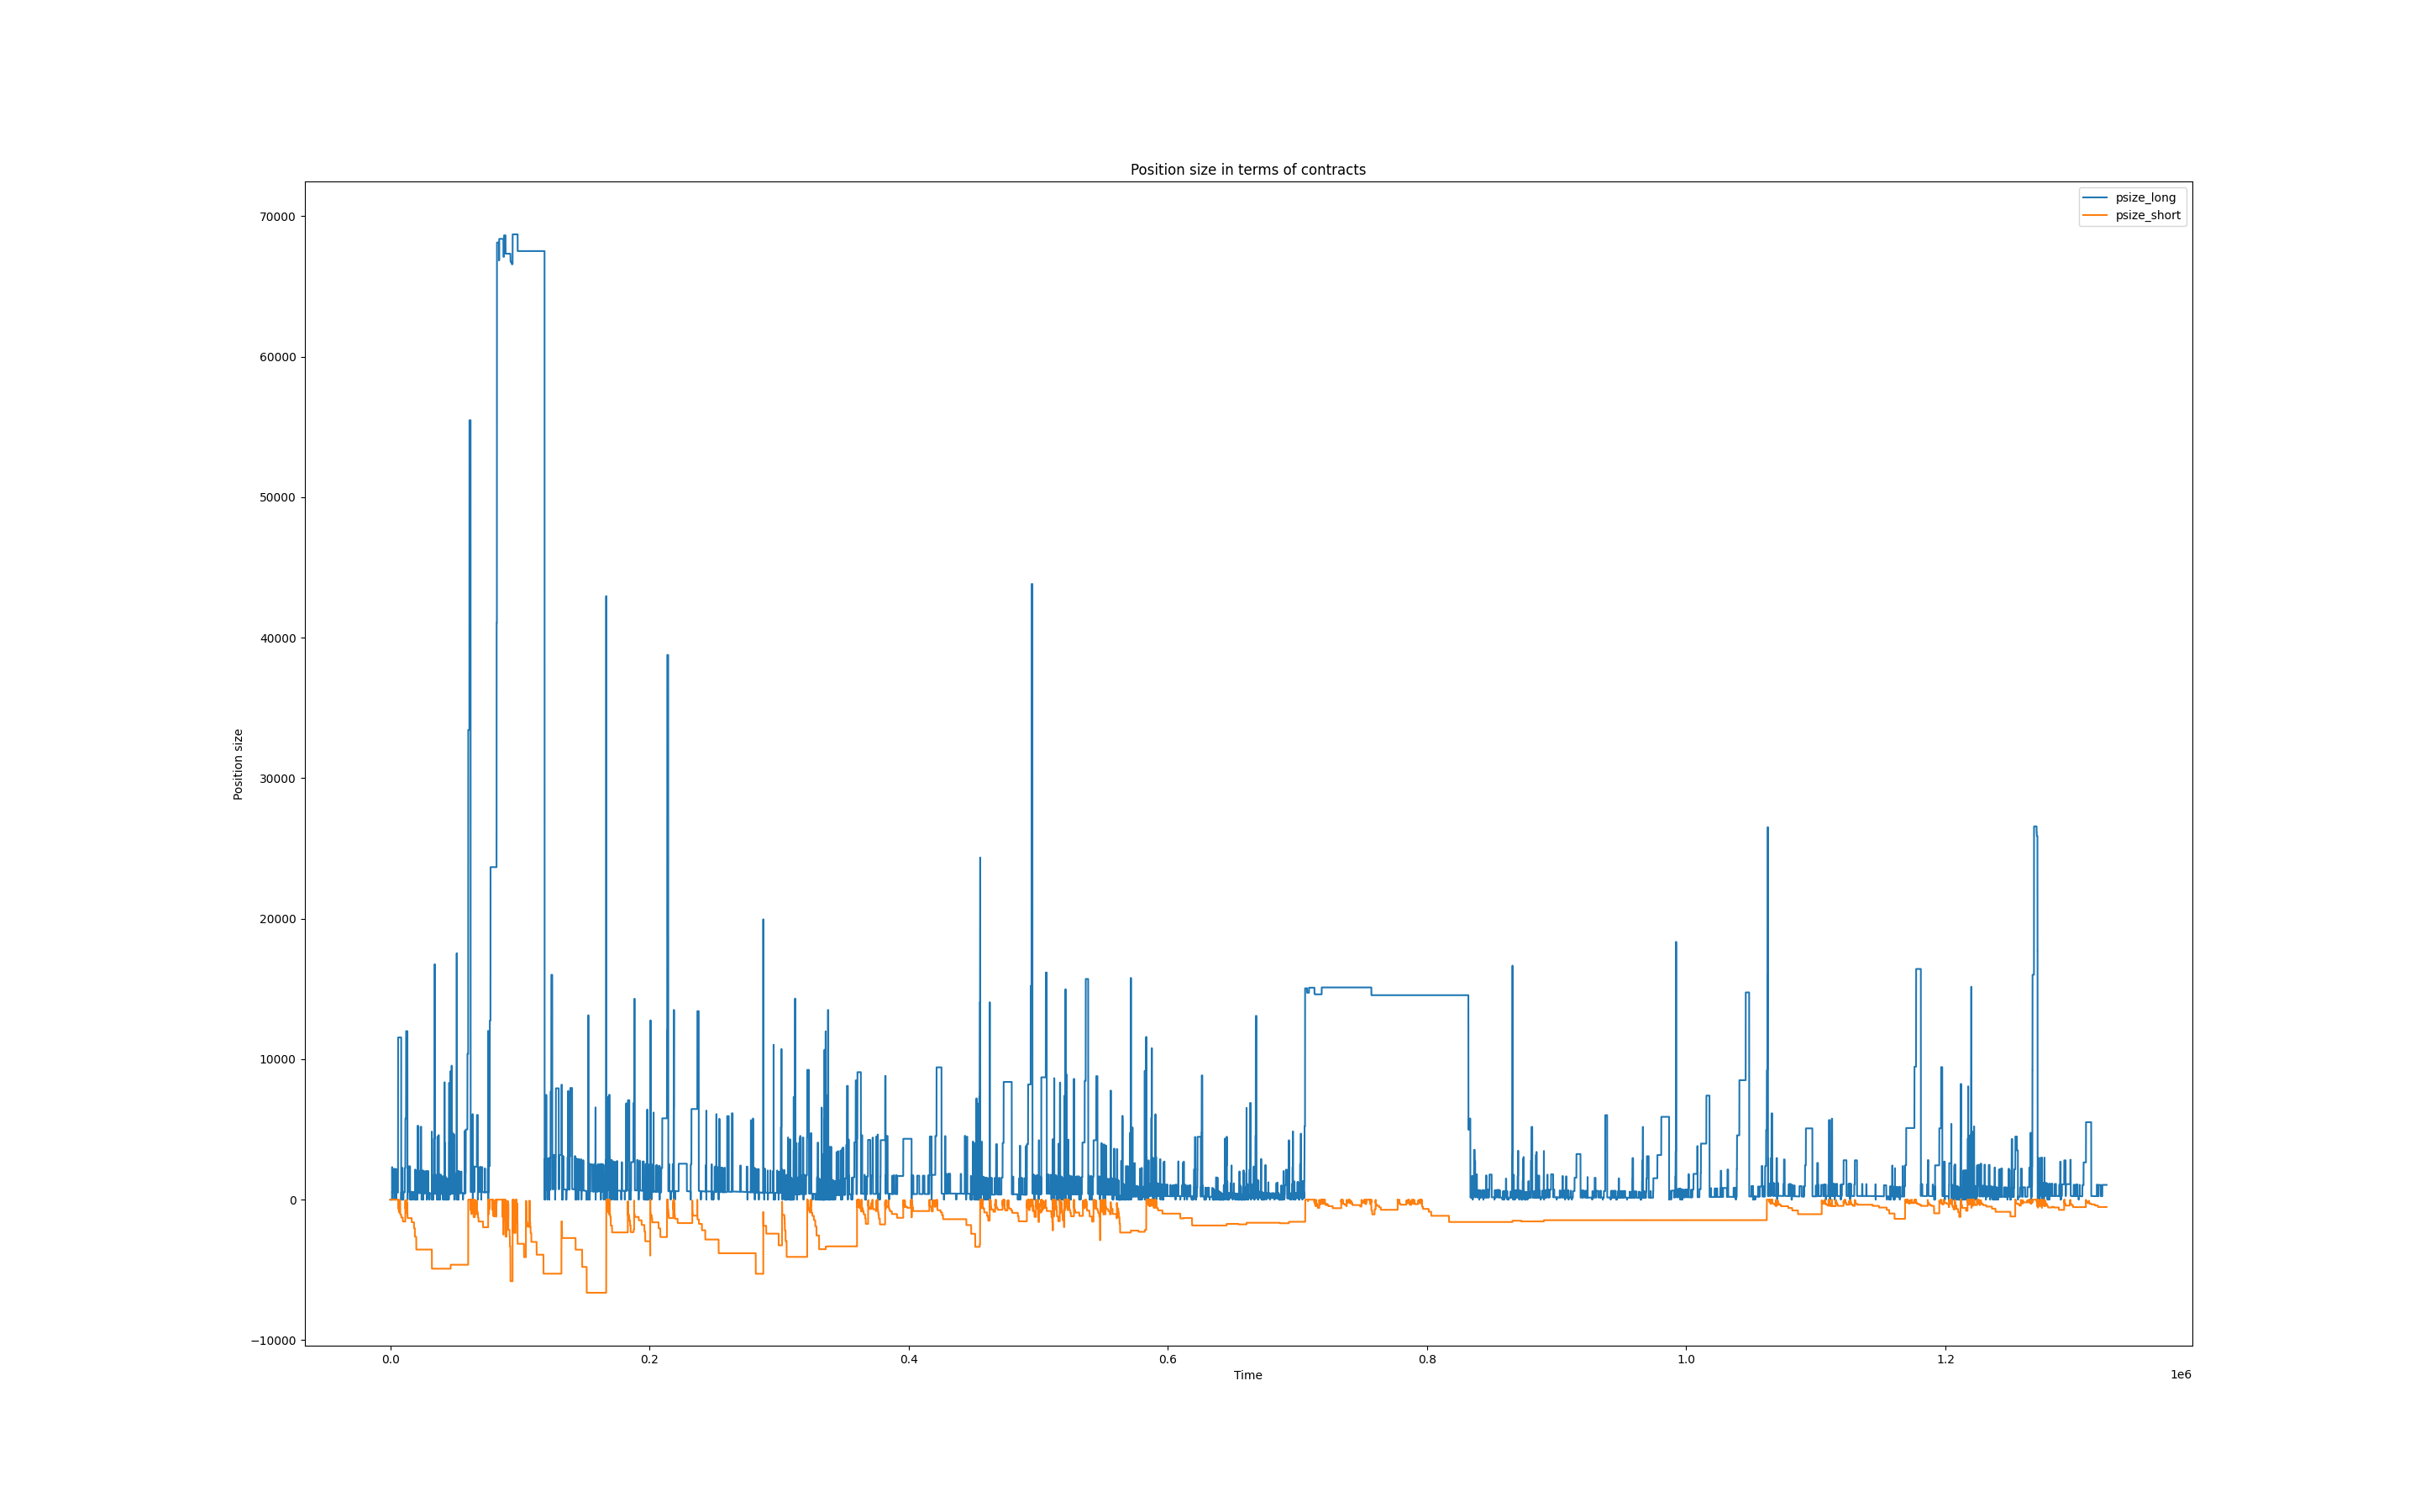 Position size in terms of contracts
psize_long
psize_short
70000
60000
50000
40000
30000
20000
10000
0
−10000
Position size
0.0
0.2
0.4
0.6
0.8
1.0
1.2
1e6
Time